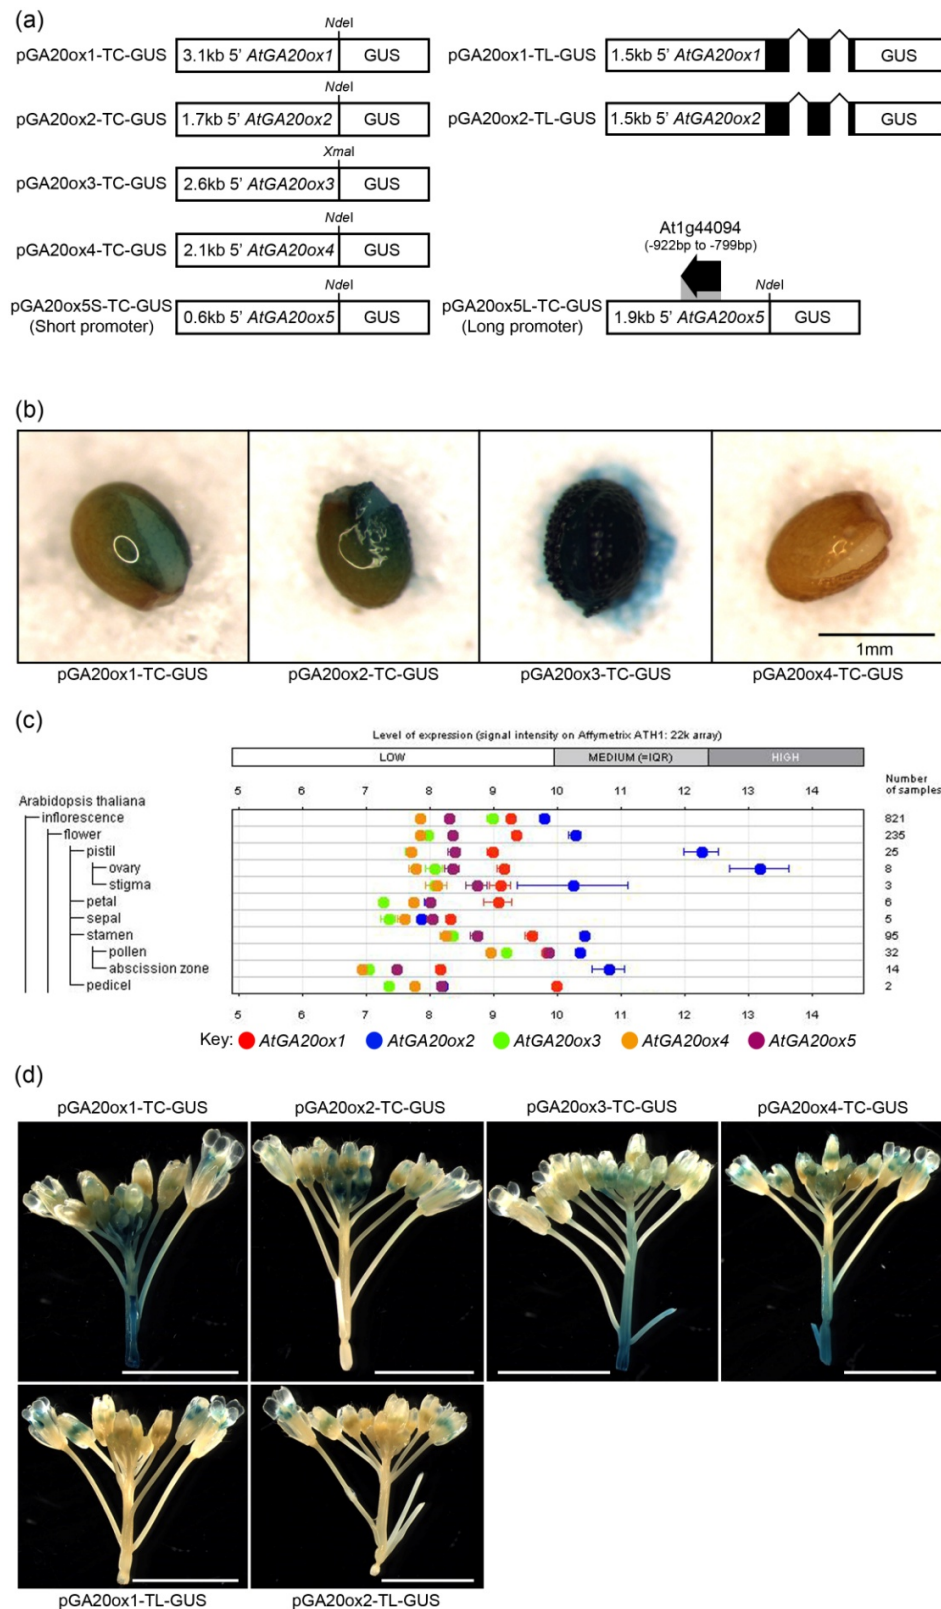 (a)
NdeI
pGA20ox1-TC-GUS
3.1kb 5’ AtGA20ox1
GUS
pGA20ox1-TL-GUS
1.5kb 5’ AtGA20ox1
GUS
NdeI
pGA20ox2-TC-GUS
1.7kb 5’ AtGA20ox2
GUS
pGA20ox2-TL-GUS
1.5kb 5’ AtGA20ox2
GUS
XmaI
pGA20ox3-TC-GUS
2.6kb 5’ AtGA20ox3
GUS
NdeI
pGA20ox4-TC-GUS
2.1kb 5’ AtGA20ox4
GUS
At1g44094
(-922bp to -799bp)
NdeI
pGA20ox5S-TC-GUS
(Short promoter)
0.6kb 5’ AtGA20ox5
GUS
NdeI
pGA20ox5L-TC-GUS
(Long promoter)
1.9kb 5’ AtGA20ox5
GUS
(b)
1mm
pGA20ox1-TC-GUS
pGA20ox2-TC-GUS
pGA20ox3-TC-GUS
pGA20ox4-TC-GUS
(c)
Level of expression (signal intensity on Affymetrix ATH1: 22k array)
LOW
MEDIUM (=IQR)
HIGH
Number
of samples
5 6 7 8 9 10 11 12 13 14
Arabidopsis thaliana
inflorescence 821
flower 235
pistil 25
ovary 8
stigma 3
petal 6
sepal 5
stamen 95
pollen 32
abscission zone 14
pedicel 2
5 6 7 8 9 10 11 12 13 14
Key: AtGA20ox1 AtGA20ox2 AtGA20ox3 AtGA20ox4 AtGA20ox5
(d)
pGA20ox1-TC-GUS
pGA20ox2-TC-GUS
pGA20ox3-TC-GUS
pGA20ox4-TC-GUS
pGA20ox1-TL-GUS
pGA20ox2-TL-GUS